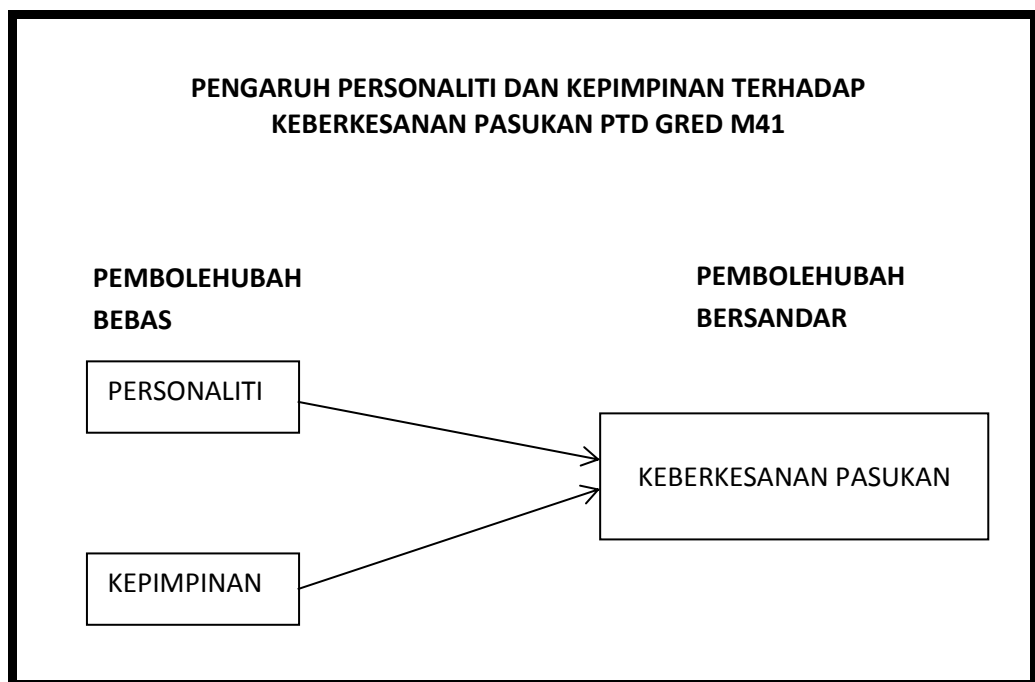 PENGARUH PERSONALITI DAN KEPIMPINAN TERHADAP
KEBERKESANAN PASUKAN PTD GRED M41
PEMBOLEHUBAH
BEBAS
PEMBOLEHUBAH
BERSANDAR
PERSONALITI
KEBERKESANAN PASUKAN
KEPIMPINAN